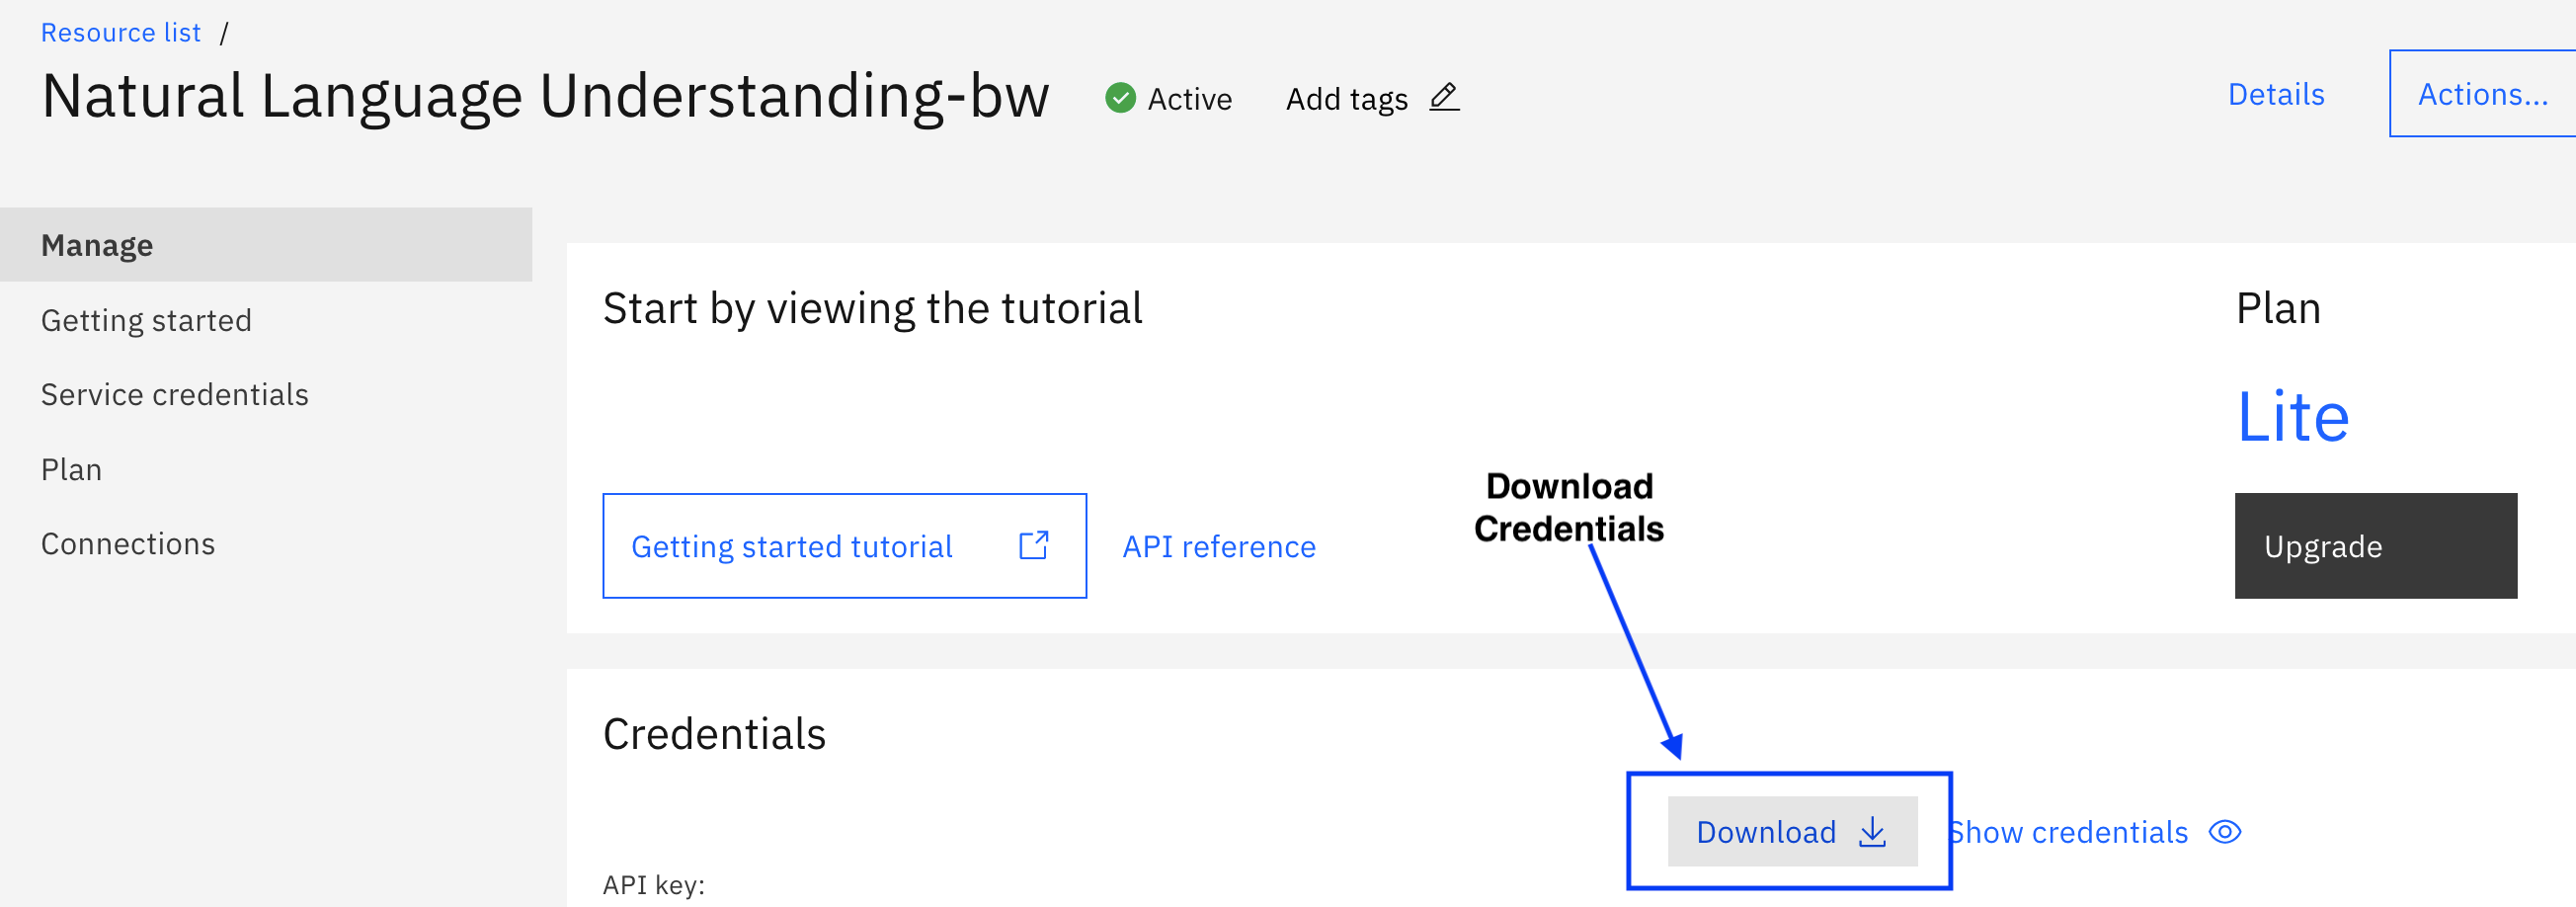 Resource list /
Natural Language Understanding-bw
Active
Add tags
Details
Actions...
Manage
Getting started
Service credentials
Plan
Connections
Start by viewing the tutorial
Getting started tutorial
API reference
Plan
Lite
Upgrade
Download
Credentials
Credentials
Download
Show credentials
API key: